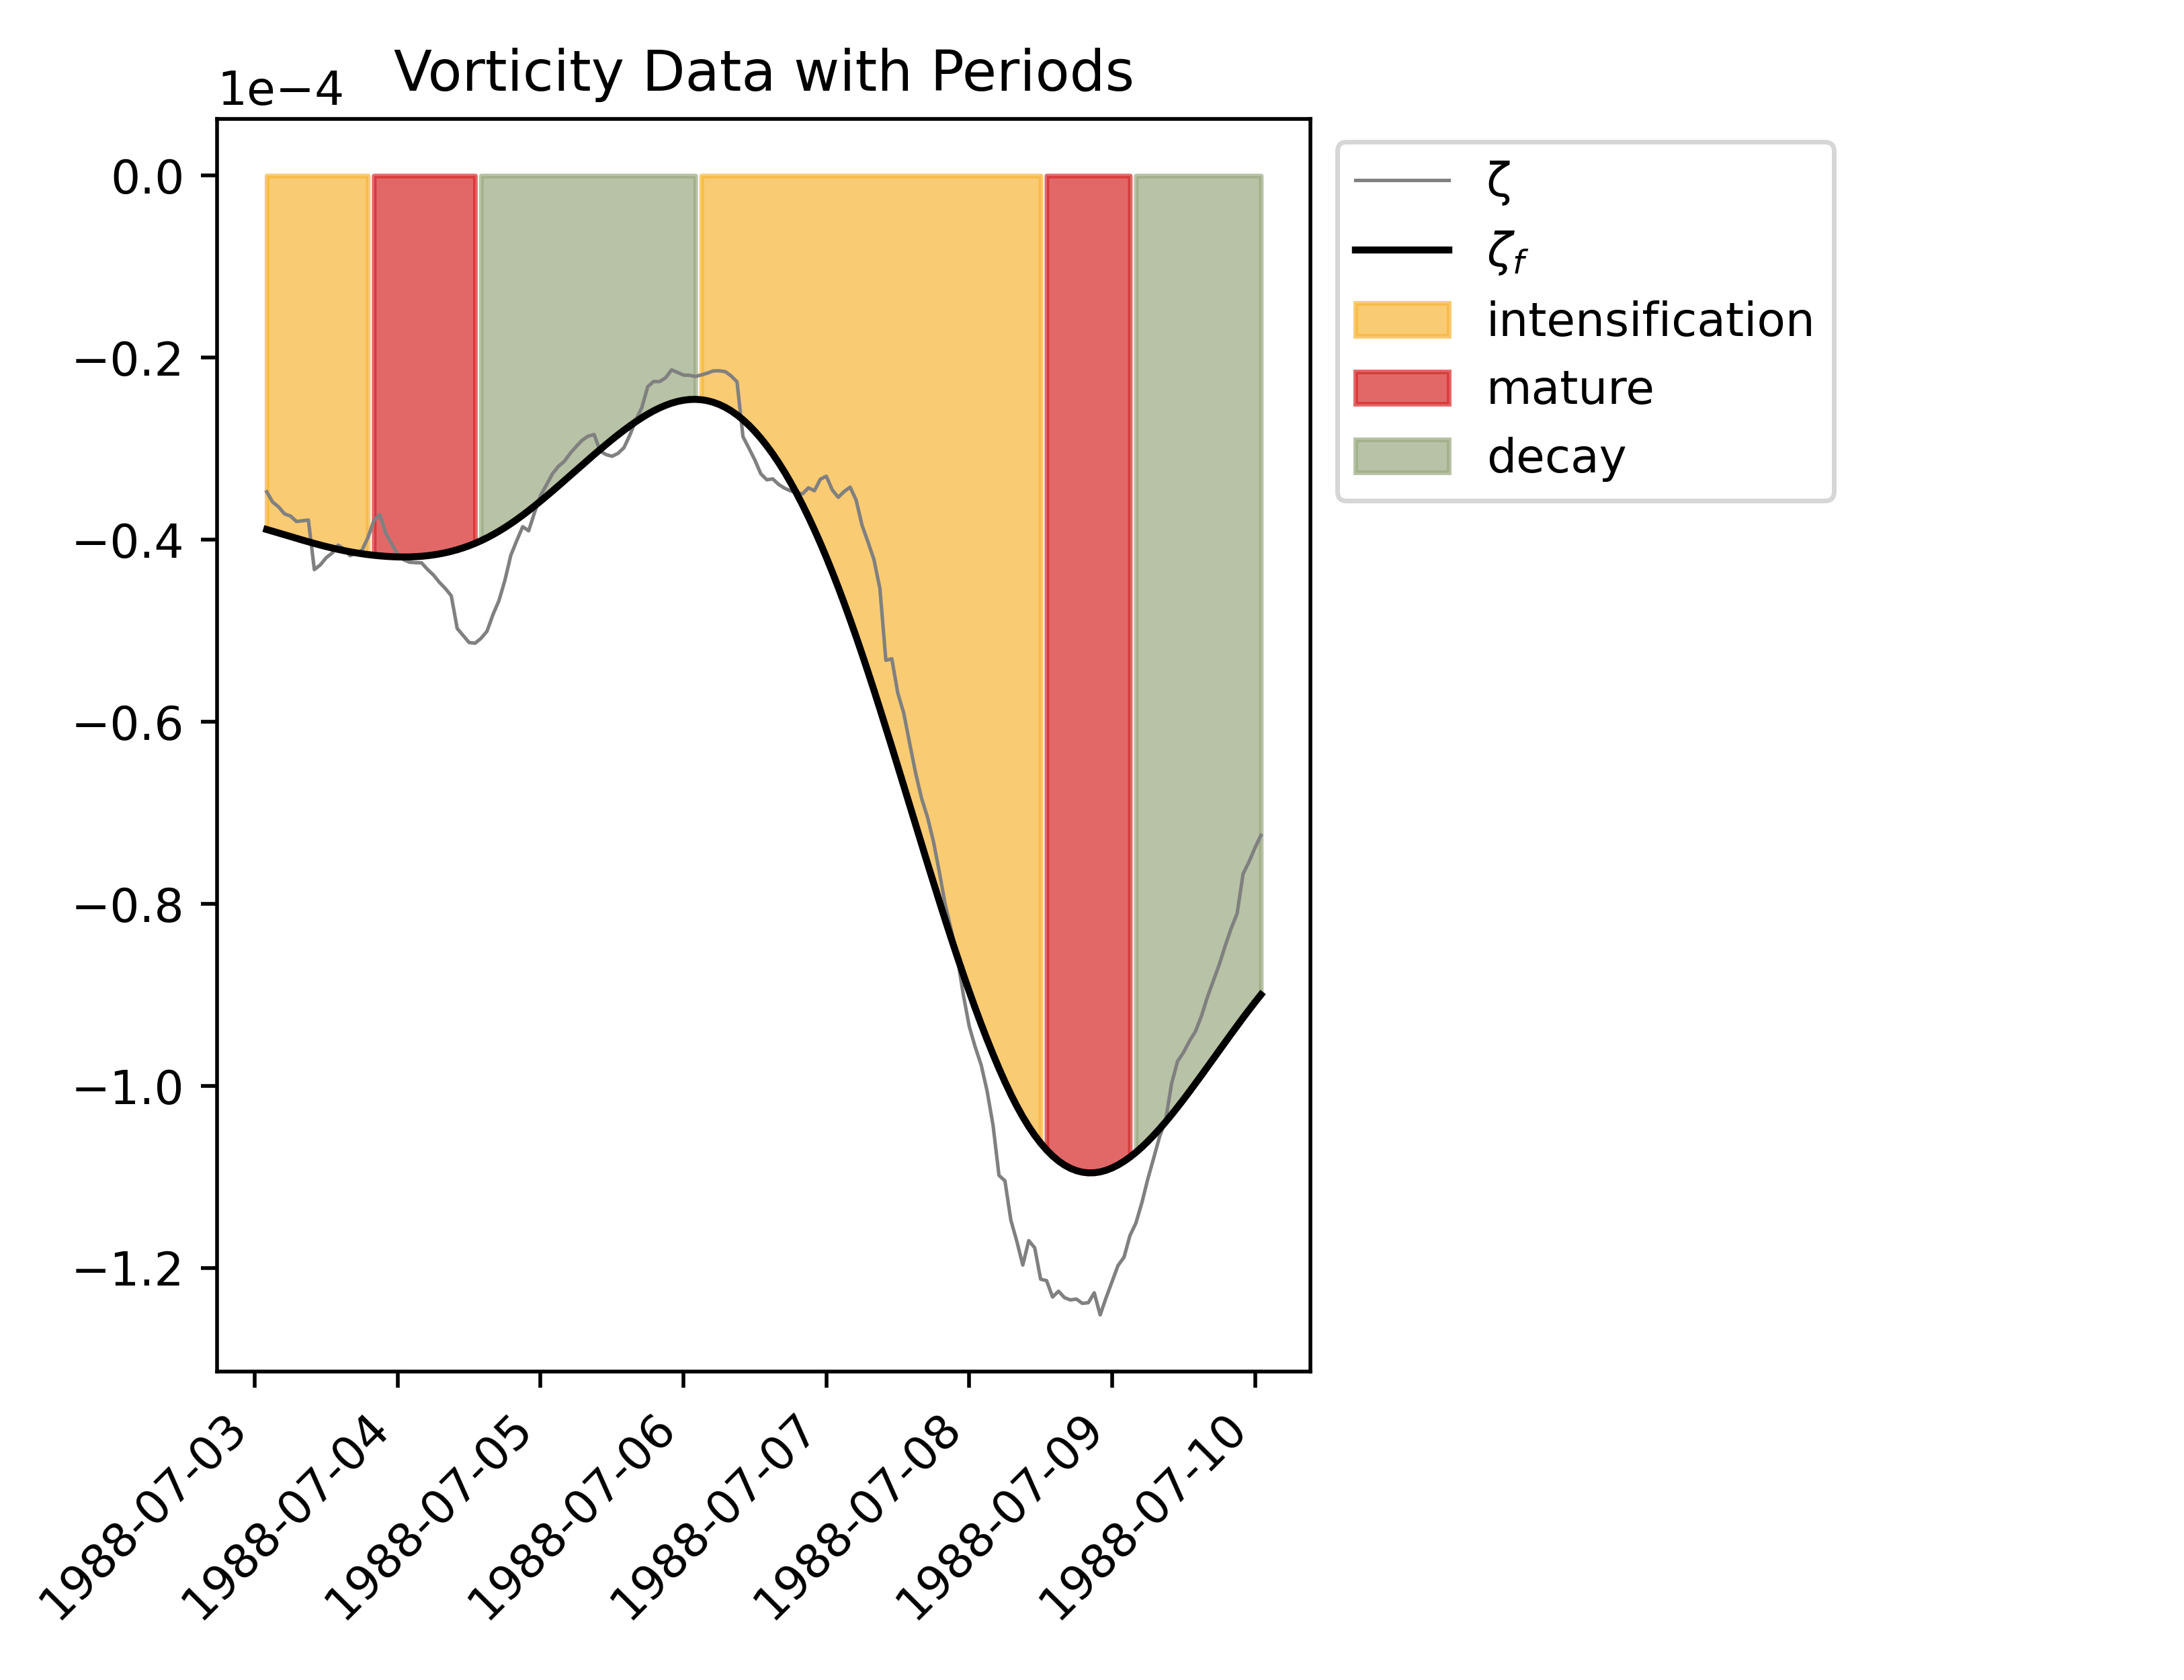 Vorticity Data with Periods
1e−4
0.0
−0.2
−0.4
−0.6
−0.8
−1.0
−1.2
1988-07-03
1988-07-04
1988-07-05
1988-07-06
1988-07-07
1988-07-08
1988-07-09
1988-07-10
ζ
ζf
intensification
mature
decay